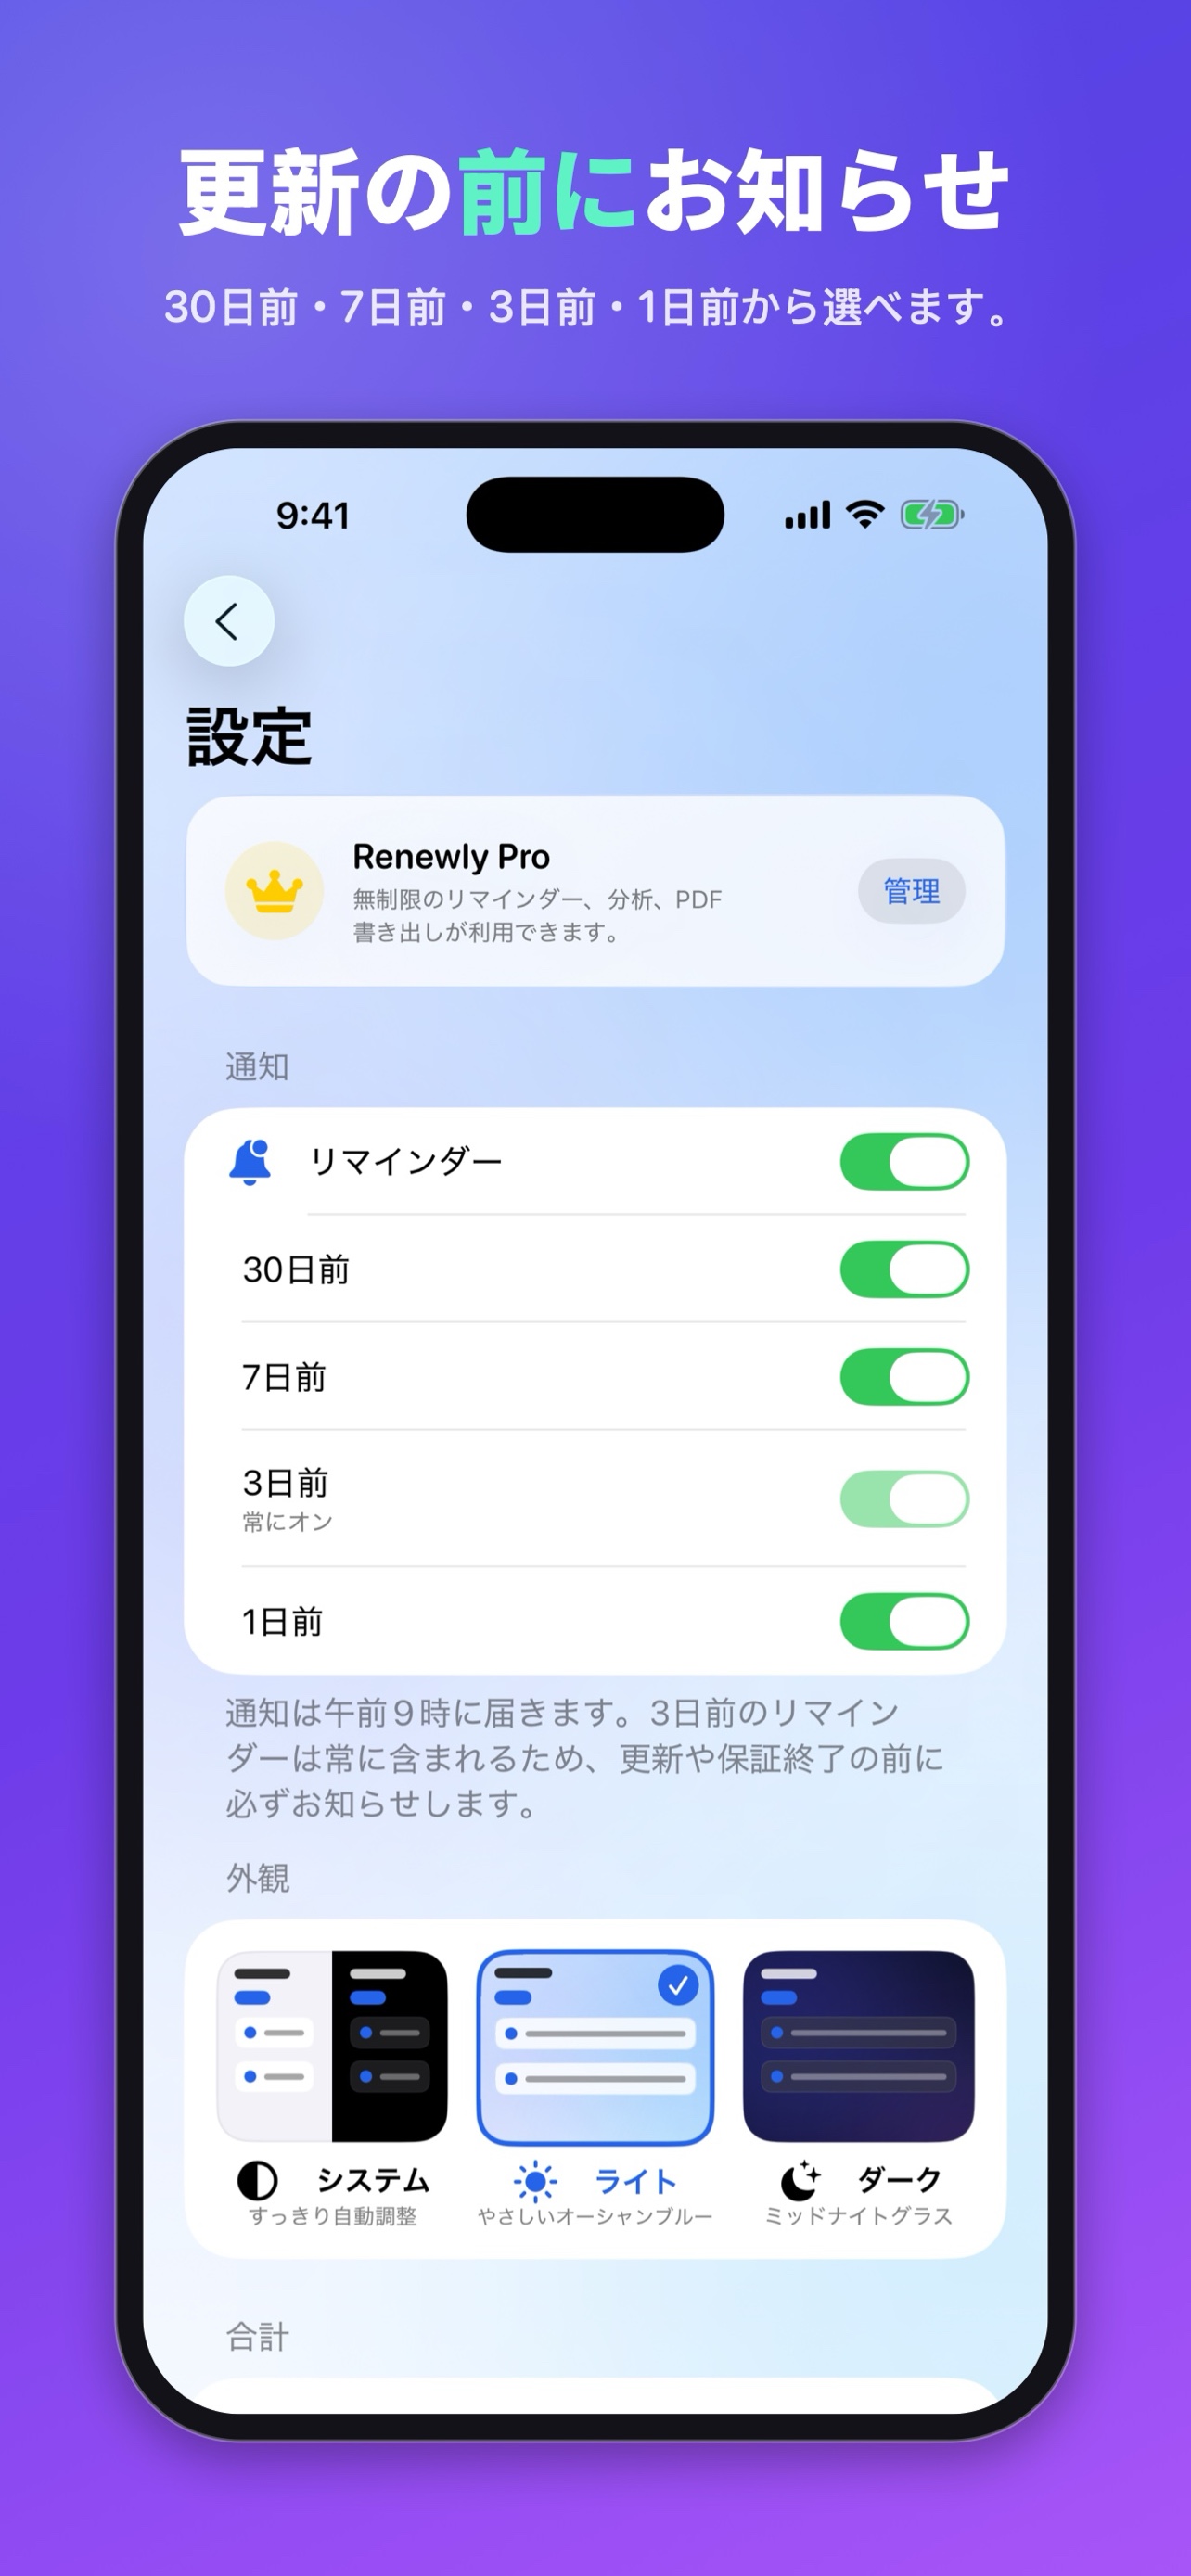 更新の前にお知らせ
30日前・7日前・3日前・1日前から選べます。
9:41
設定
Renewly Pro
無制限のリマインダー、分析、PDF
書き出しが利用できます。
管理
通知
リマインダー
30日前
7日前
3日前
常にオン
1日前
通知は午前9時に届きます。3日前のリマイン
ダーは常に含まれるため、更新や保証終了の前に
必ずお知らせします。
外観
システム
すっきり自動調整
ライト
やさしいオーシャンブルー
ダーク
ミッドナイトグラス
合計